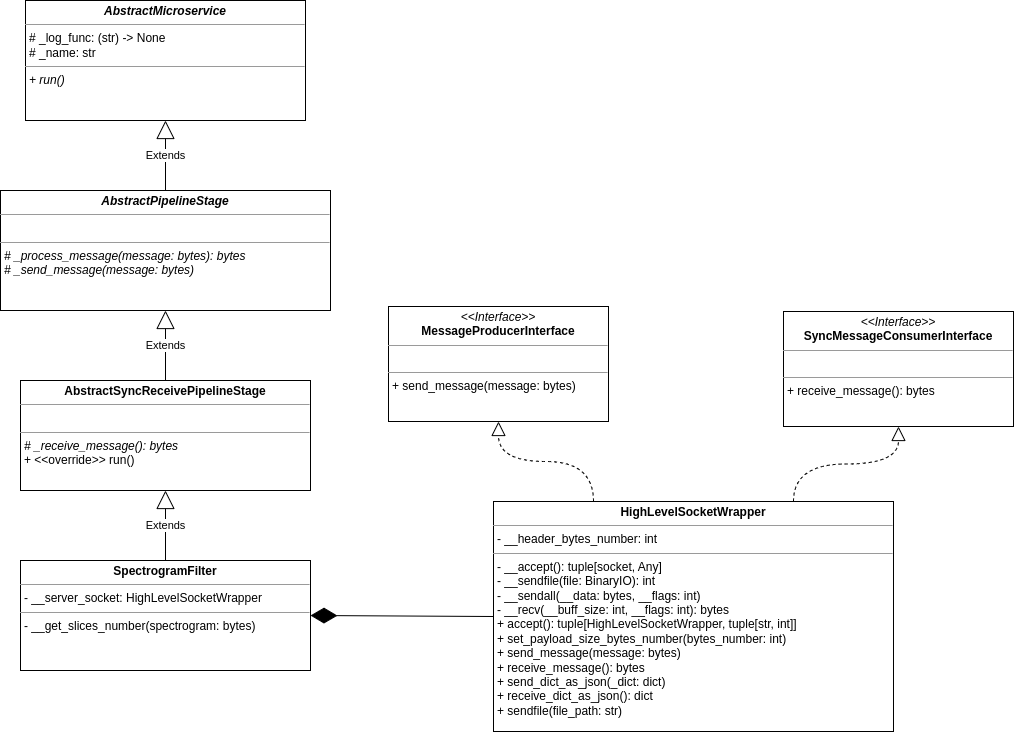 AbstractMicroservice
# _log_func: (str) -> None
# _name: str
+ run()
Extends
AbstractPipelineStage
# _process_message(message: bytes): bytes
# _send_message(message: bytes)
Extends
AbstractSyncReceivePipelineStage
# _receive_message(): bytes
+ <<override>> run()
Extends
SpectrogramFilter
- __server_socket: HighLevelSocketWrapper
- __get_slices_number(spectrogram: bytes)
<<Interface>>
MessageProducerInterface
+ send_message(message: bytes)
<<Interface>>
SyncMessageConsumerInterface
+ receive_message(): bytes
HighLevelSocketWrapper
- __header_bytes_number: int
- __accept(): tuple[socket, Any]
- __sendfile(file: BinaryIO): int
- __sendall(__data: bytes, __flags: int)
- __recv(__buff_size: int, __flags: int): bytes
+ accept(): tuple[HighLevelSocketWrapper, tuple[str, int]]
+ set_payload_size_bytes_number(bytes_number: int)
+ send_message(message: bytes)
+ receive_message(): bytes
+ send_dict_as_json(_dict: dict)
+ receive_dict_as_json(): dict
+ sendfile(file_path: str)